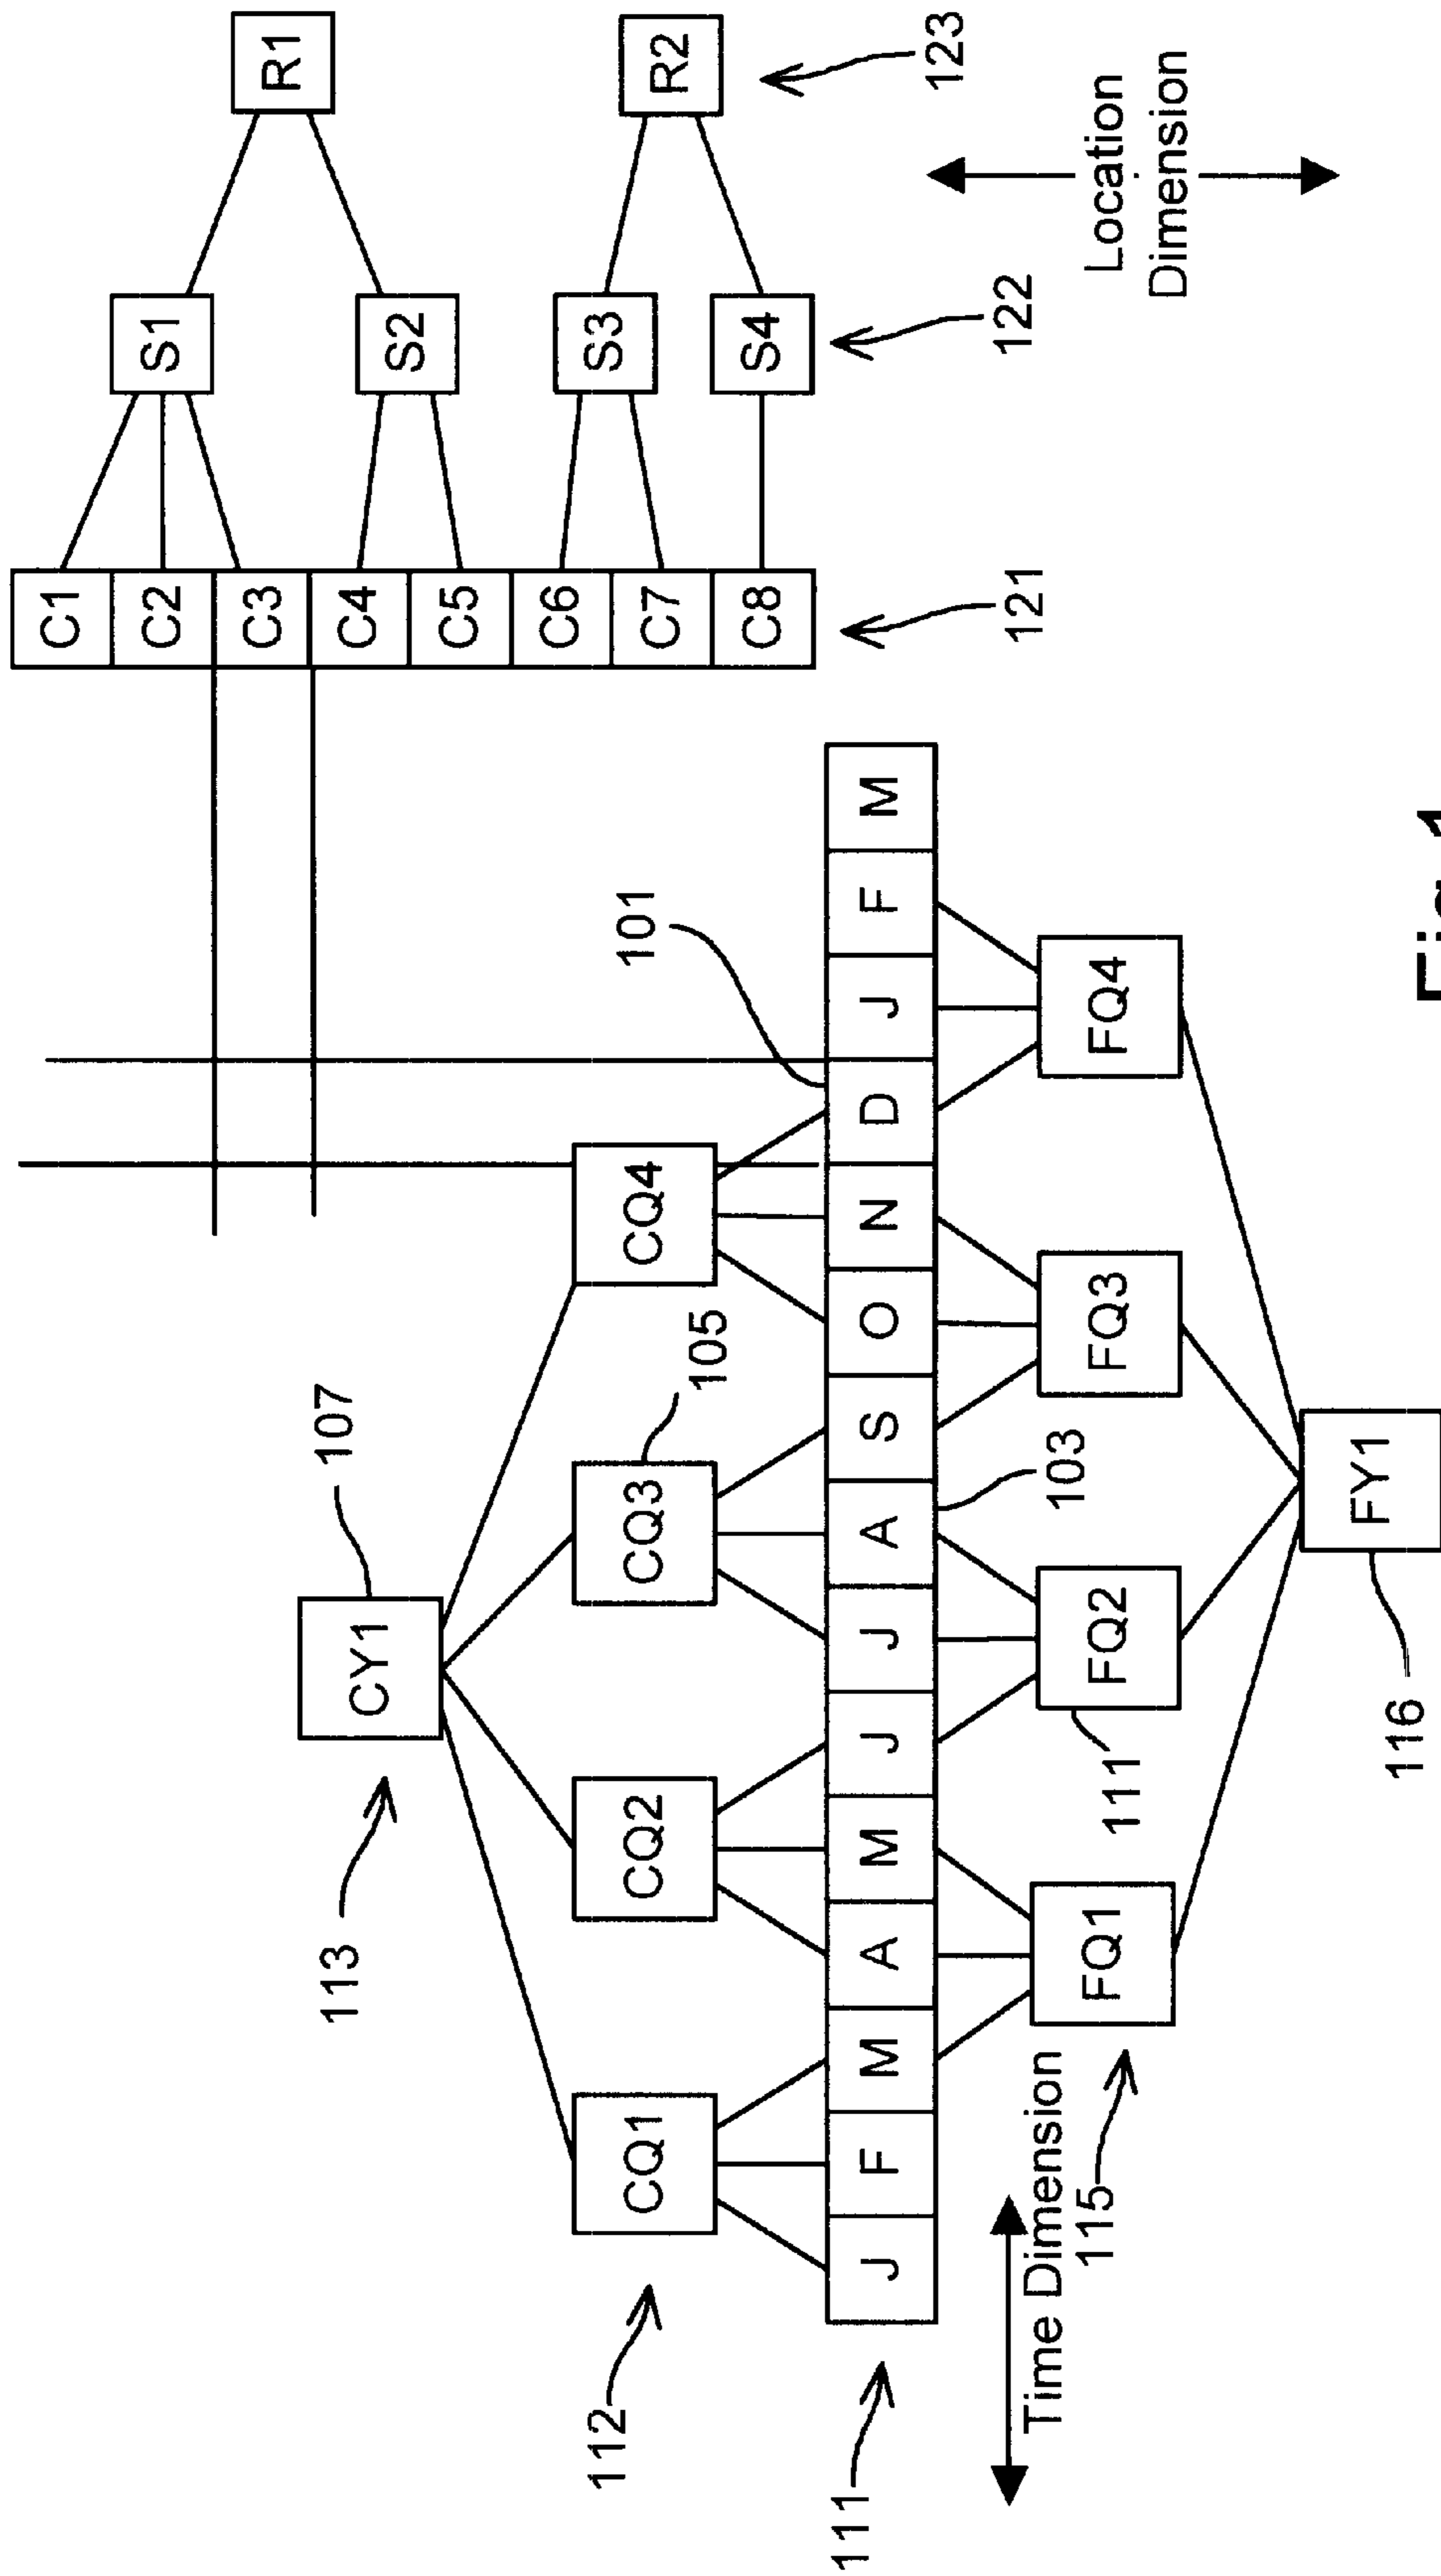 C1
C2
C3
C4
C5
C6
C7
C8
S1
S2
S3
S4
R1
R2
121
122
123
Location
Dimension
107
CY1
113
CQ1
CQ2
CQ3
CQ4
105
101
112
J F M A M J J A S O N D J F M
111
103
FQ1
FQ2
FQ3
FQ4
111
Time Dimension
115
FY1
116
Fig. 1